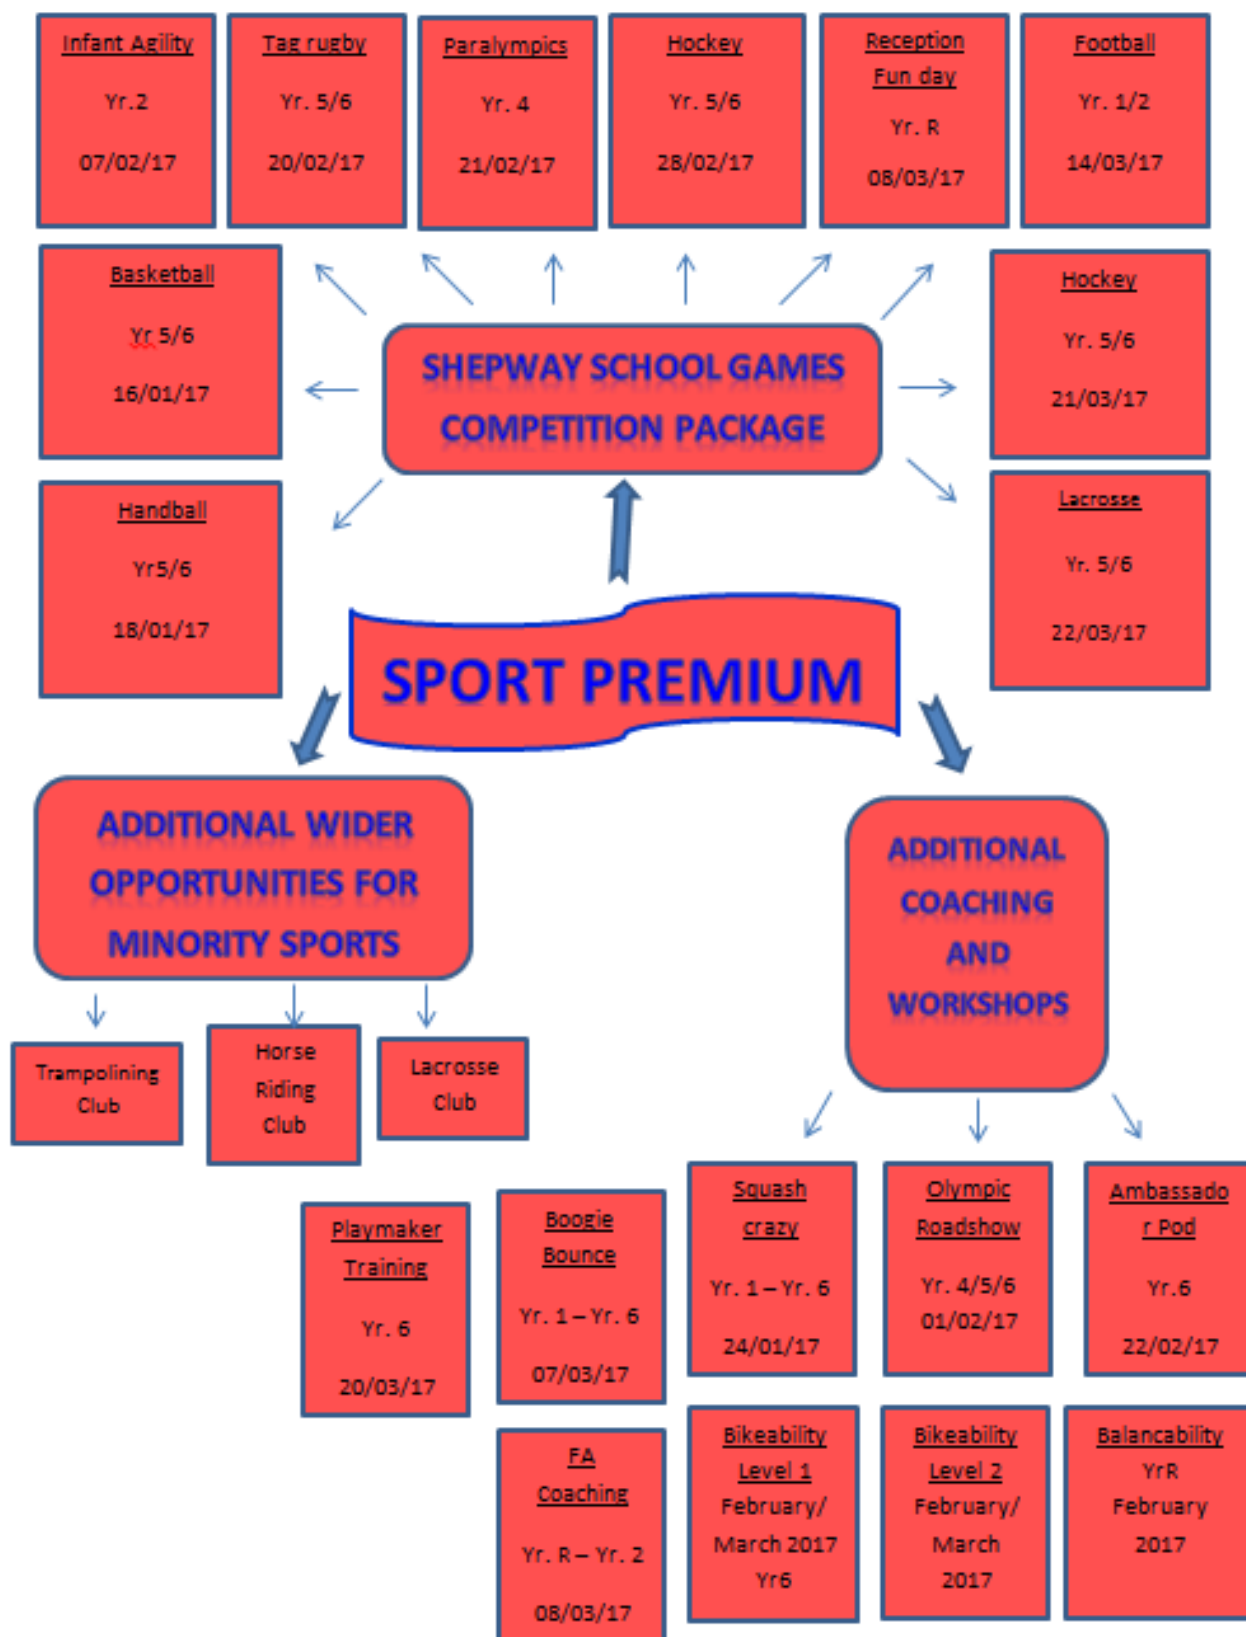 Infant Agility
Yr.2
07/02/17
Tag rugby
Yr. 5/6
20/02/17
Paralympics
Yr. 4
21/02/17
Hockey
Yr. 5/6
28/02/17
Reception
Fun day
Yr. R
08/03/17
Football
Yr. 1/2
14/03/17
Basketball
Yr 5/6
16/01/17
SHEPWAY SCHOOL GAMES
COMPETITION PACKAGE
Hockey
Yr. 5/6
21/03/17
Handball
Yr5/6
18/01/17
Lacrosse
Yr. 5/6
22/03/17
SPORT PREMIUM
ADDITIONAL WIDER
OPPORTUNITIES FOR
MINORITY SPORTS
ADDITIONAL
COACHING
AND
WORKSHOPS
Trampolining
Club
Horse
Riding
Club
Lacrosse
Club
Playmaker
Training
Yr. 6
20/03/17
Boogie
Bounce
Yr. 1 – Yr. 6
07/03/17
Squash
crazy
Yr. 1 – Yr. 6
24/01/17
Olympic
Roadshow
Yr. 4/5/6
01/02/17
Ambassado
r Pod
Yr.6
22/02/17
FA
Coaching
Yr. R – Yr. 2
08/03/17
Bikeability
Level 1
February/
March 2017
Yr6
Bikeability
Level 2
February/
March
2017
Balancability
YrR
February
2017